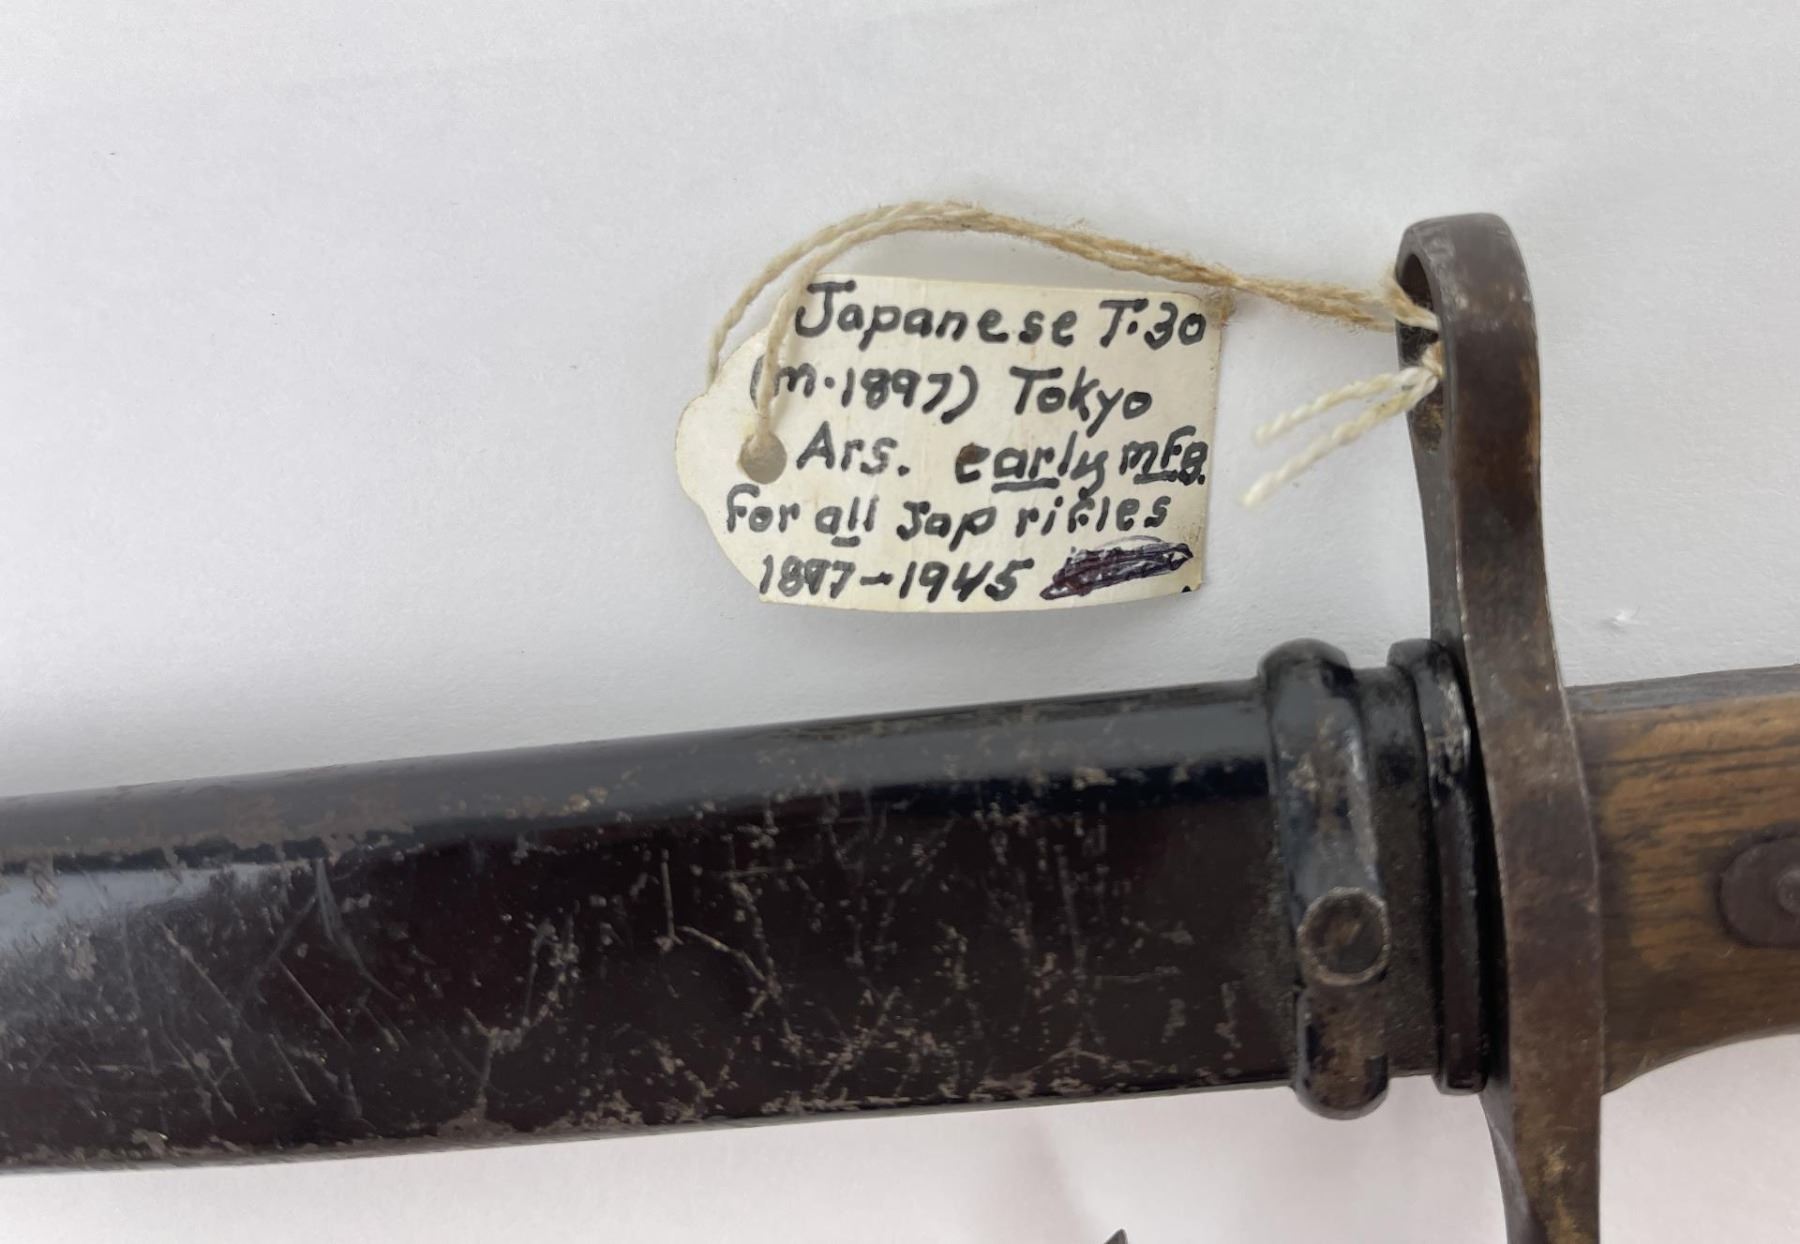 Japanese T.30
(m.1897) Tokyo
Ars. early mfg.
For all Jap rifles
1897-1945